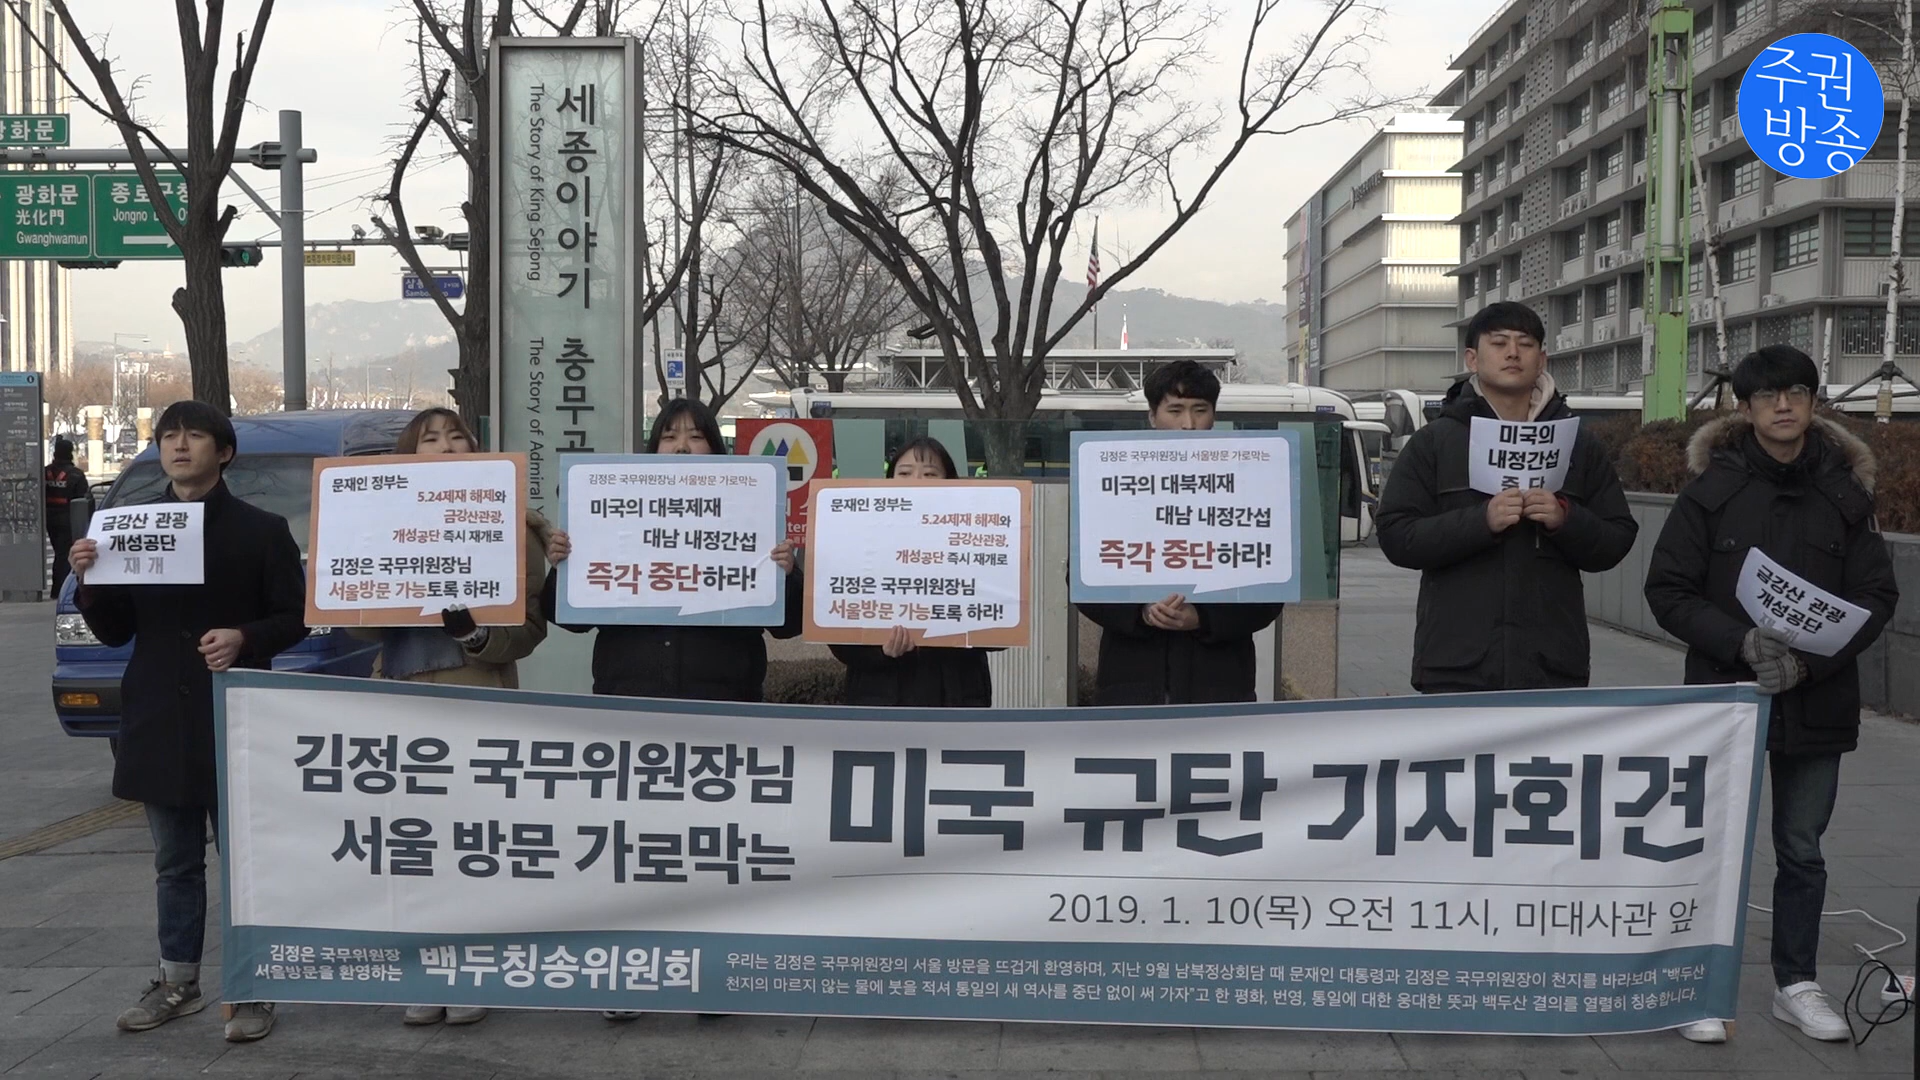 주권
방송
광화문
光化門
Gwanghwamun
Jongno
세종이야기
The Story of King Sejong
The Story of Admiral
금강산 관광
개성공단
재개
문재인 정부는
5.24제재 해제와
금강산관광,
개성공단 즉시 재개로
김정은 국무위원장님
서울방문 가능토록 하라!
김정은 국무위원장님 서울방문 가로막는
미국의 대북제재
대남 내정간섭
즉각 중단하라!
문재인 정부는
5.24제재 해제와
금강산관광,
개성공단 즉시 재개로
김정은 국무위원장님
서울방문 가능토록 하라!
김정은 국무위원장님 서울방문 가로막는
미국의 대북제재
대남 내정간섭
즉각 중단하라!
미국의
내정간섭
중단
금강산 관광
개성공단
재개
김정은 국무위원장님
서울 방문 가로막는
미국 규탄 기자회견
2019. 1. 10(목) 오전 11시, 미대사관 앞
김정은 국무위원장
서울방문을 환영하는
백두칭송위원회
우리는 김정은 국무위원장의 서울 방문을 뜨겁게 환영하며, 지난 9월 남북정상회담 때 문재인 대통령과 김정은 국무위원장이 천지를 바라보며 "백두산
천지의 마르지 않는 물에 붓을 적셔 통일의 새 역사를 중단 없이 써 가자"고 한 평화, 번영, 통일에 대한 웅대한 뜻과 백두산 결의를 열렬히 칭송합니다.